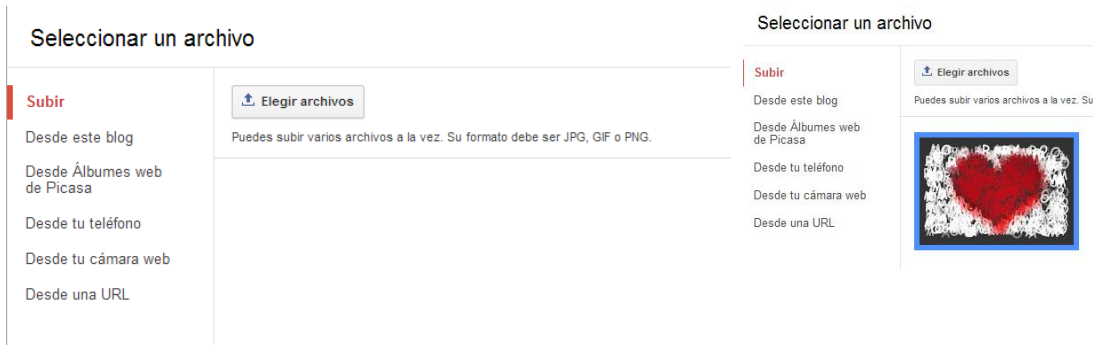 Seleccionar un archivo
Subir
Desde este blog
Desde Álbumes web
de Picasa
Desde tu teléfono
Desde tu cámara web
Desde una URL
Elegir archivos
Puedes subir varios archivos a la vez. Su formato debe ser JPG, GIF o PNG.
Seleccionar un archivo
Subir
Desde este blog
Desde Álbumes web
de Picasa
Desde tu teléfono
Desde tu cámara web
Desde una URL
Elegir archivos
Puedes subir varios archivos a la vez. Su